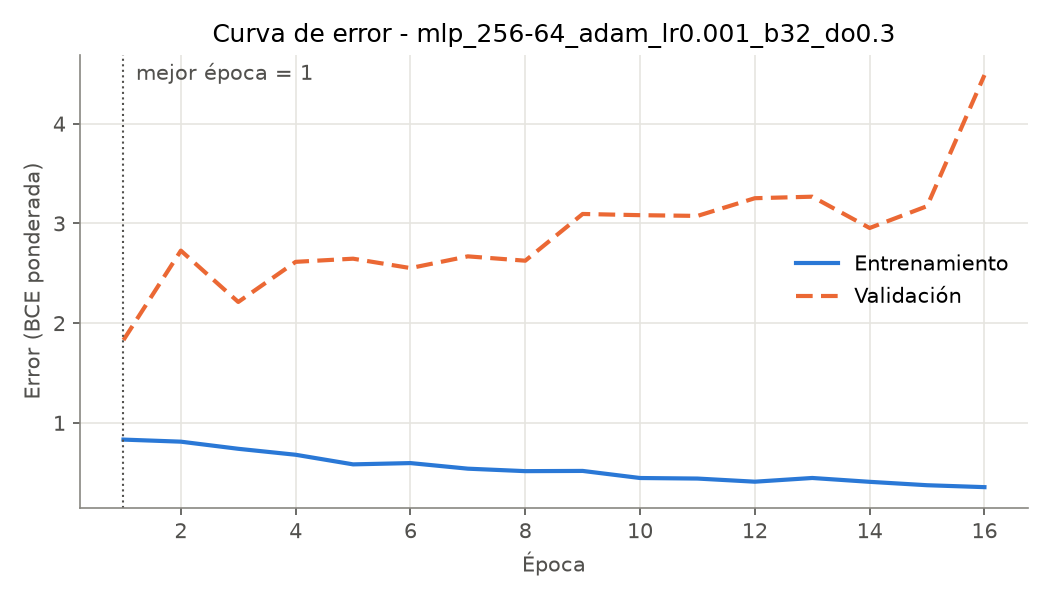 Curva de error - mlp_256-64_adam_lr0.001_b32_do0.3
mejor época = 1
4
3
2
1
Error (BCE ponderada)
Entrenamiento
Validación
2 4 6 8 10 12 14 16
Época